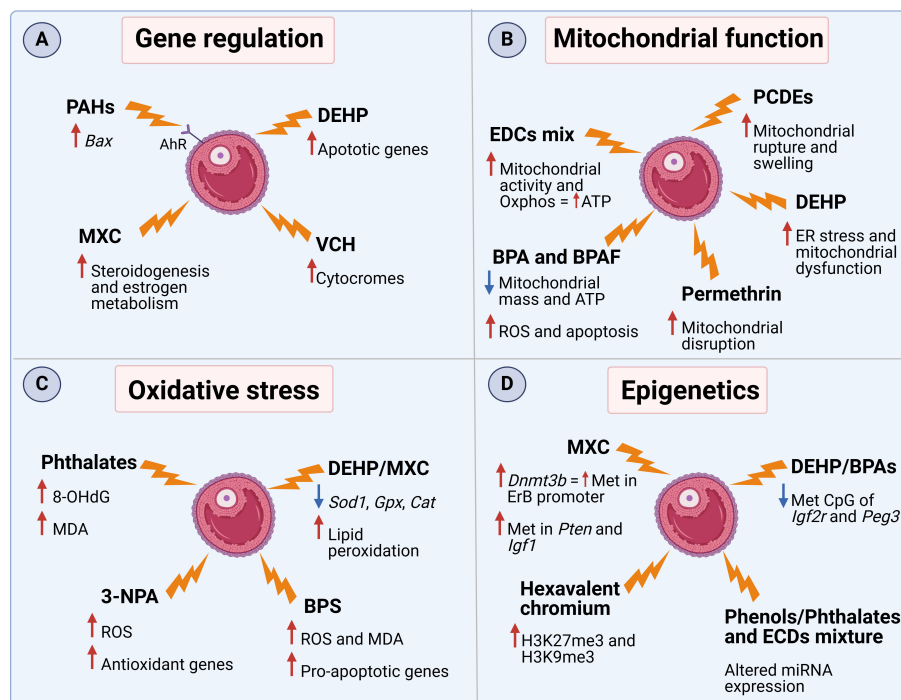 A
Gene regulation
PAHs
Bax
AhR
DEHP
Apototic genes
MXC
Steroidogenesis
and estrogen
metabolism
VCH
Cytocromes
B
Mitochondrial function
EDCs mix
Mitochondrial
activity and
Oxphos = ATP
PCDEs
Mitochondrial
rupture and
swelling
DEHP
ER stress and
mitochondrial
dysfunction
BPA and BPAF
Mitochondrial
mass and ATP
ROS and apoptosis
Permethrin
Mitochondrial
disruption
C
Oxidative stress
Phthalates
8-OHdG
MDA
DEHP/MXC
Sod1, Gpx, Cat
Lipid
peroxidation
3-NPA
ROS
Antioxidant genes
BPS
ROS and MDA
Pro-apoptotic genes
D
Epigenetics
MXC
Dnmt3b = Met in
ErB promoter
Met in Pten and
Igf1
DEHP/BPAs
Met CpG of
Igf2r and Peg3
Hexavalent
chromium
H3K27me3 and
H3K9me3
Phenols/Phthalates
and ECDs mixture
Altered miRNA
expression